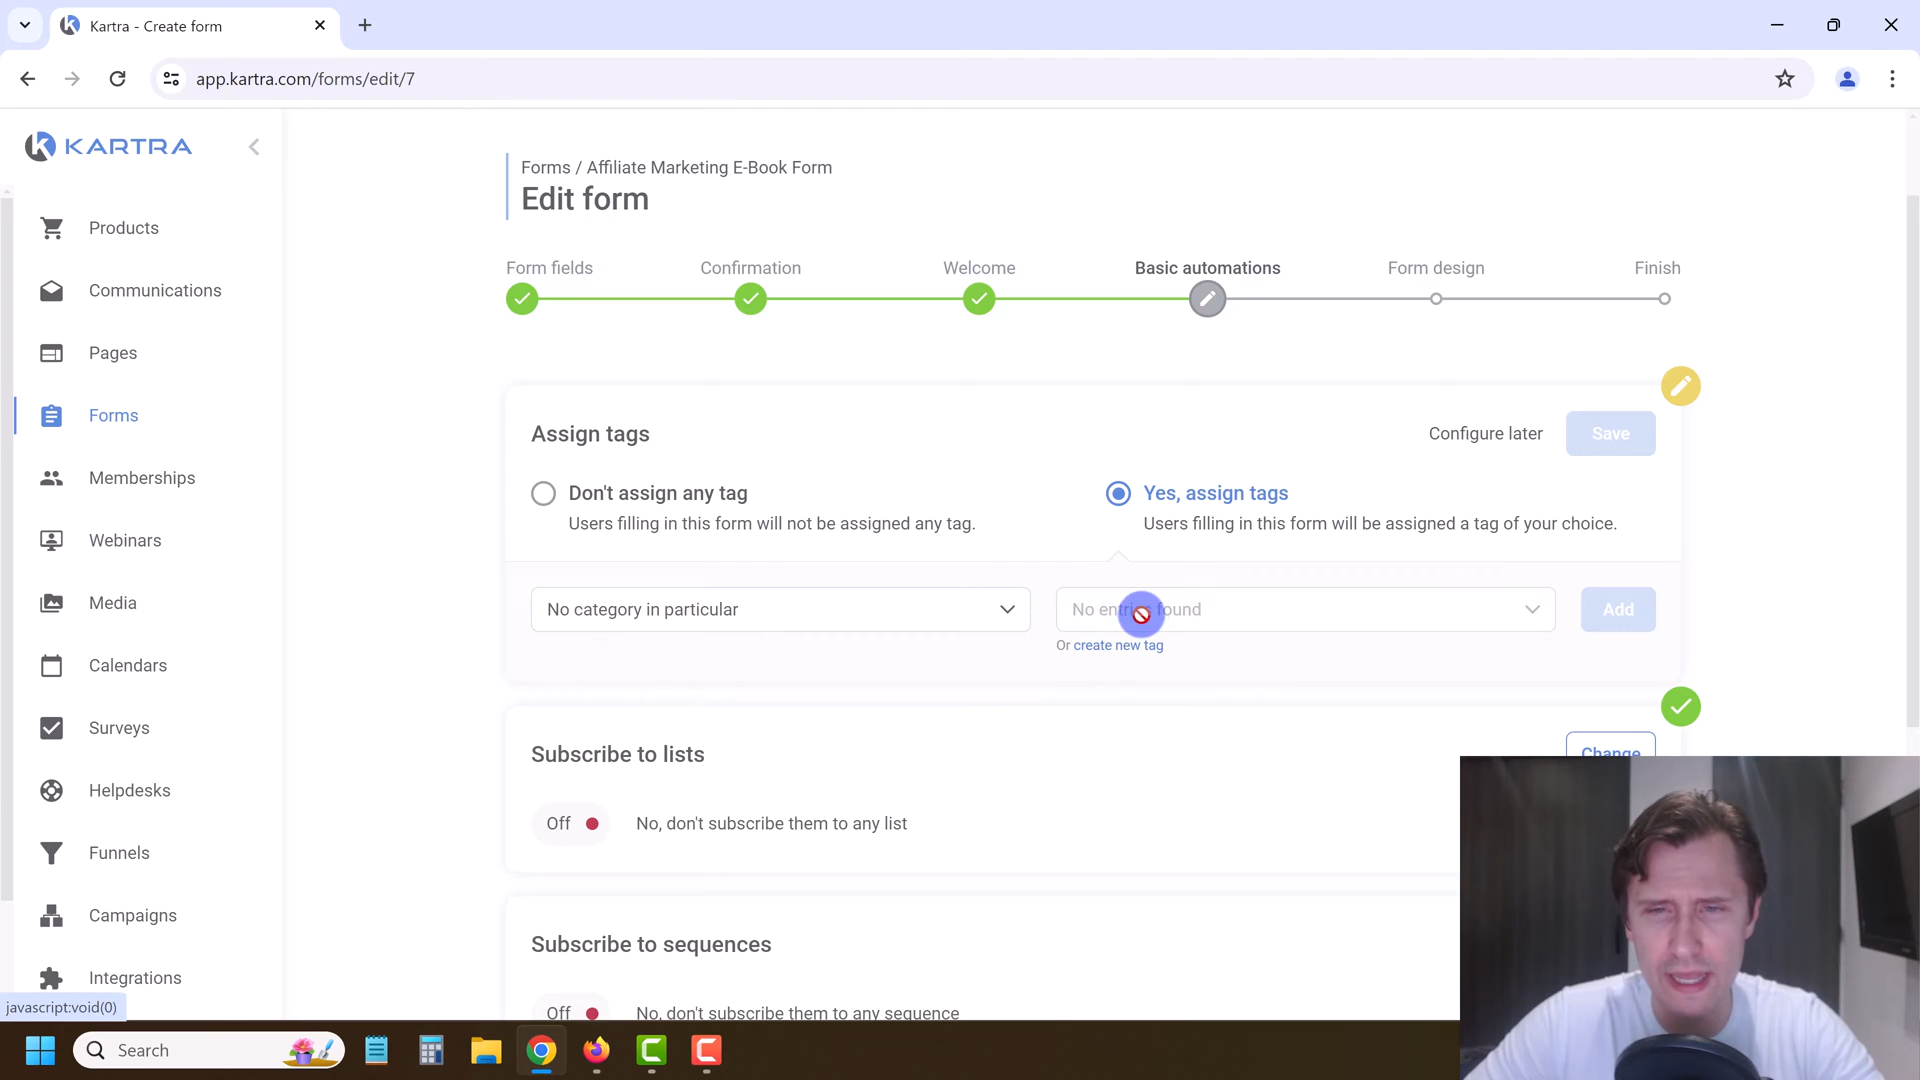 Kartra - Create form
app.kartra.com/forms/edit/7
KARTRA
Products
Communications
Pages
Forms
Memberships
Webinars
Media
Calendars
Surveys
Helpdesks
Funnels
Campaigns
Integrations
javascript:void(0)
Forms / Affiliate Marketing E-Book Form
Edit form
Form fields
Confirmation
Welcome
Basic automations
Form design
Finish
Assign tags
Configure later
Save
Don't assign any tag
Users filling in this form will not be assigned any tag.
Yes, assign tags
Users filling in this form will be assigned a tag of your choice.
No category in particular
No entries found
Add
Or create new tag
Subscribe to lists
Change
Off
No, don't subscribe them to any list
Subscribe to sequences
Off
No, don't subscribe them to any sequence
Search